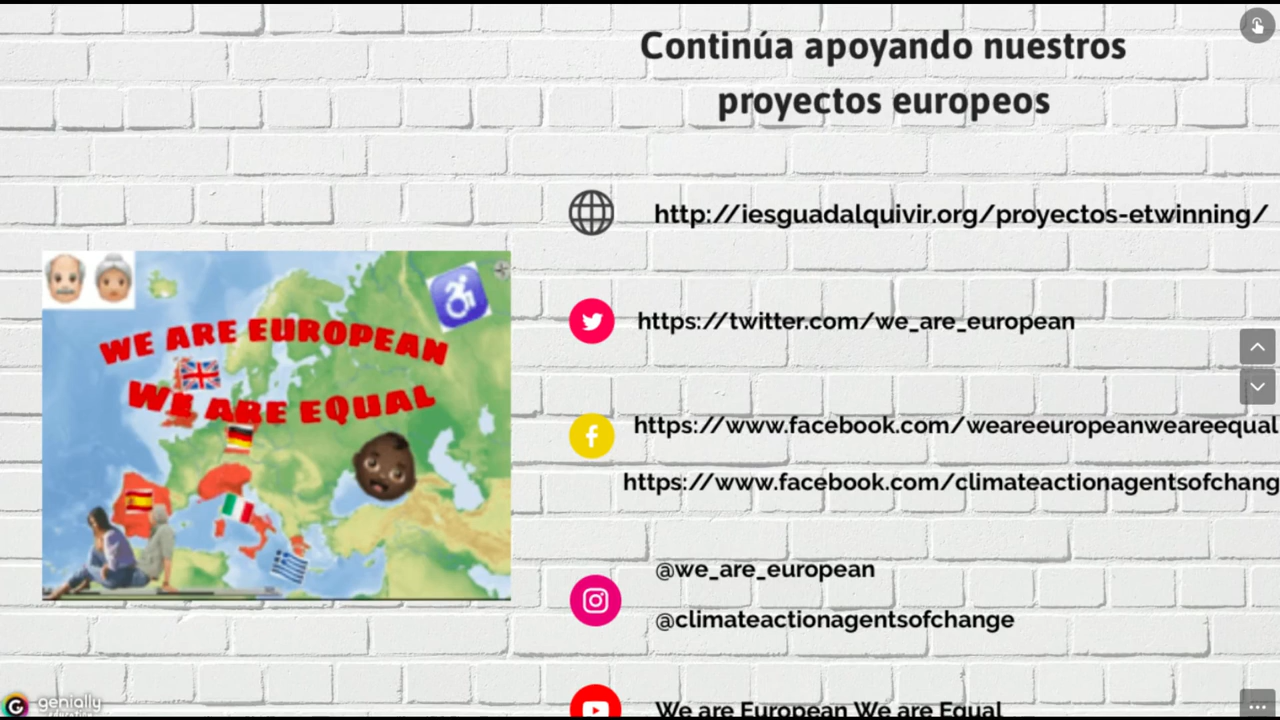 Continúa apoyando nuestros
proyectos europeos
http://iesguadalquivir.org/proyectos-etwinning/
WE ARE EUROPEAN
WE ARE EQUAL
https://twitter.com/we_are_european
https://www.facebook.com/weareeuropeanweareequal
https://www.facebook.com/climateactionagentsofchang
@we_are_european
@climateactionagentsofchange
We are European We are Equal
genially